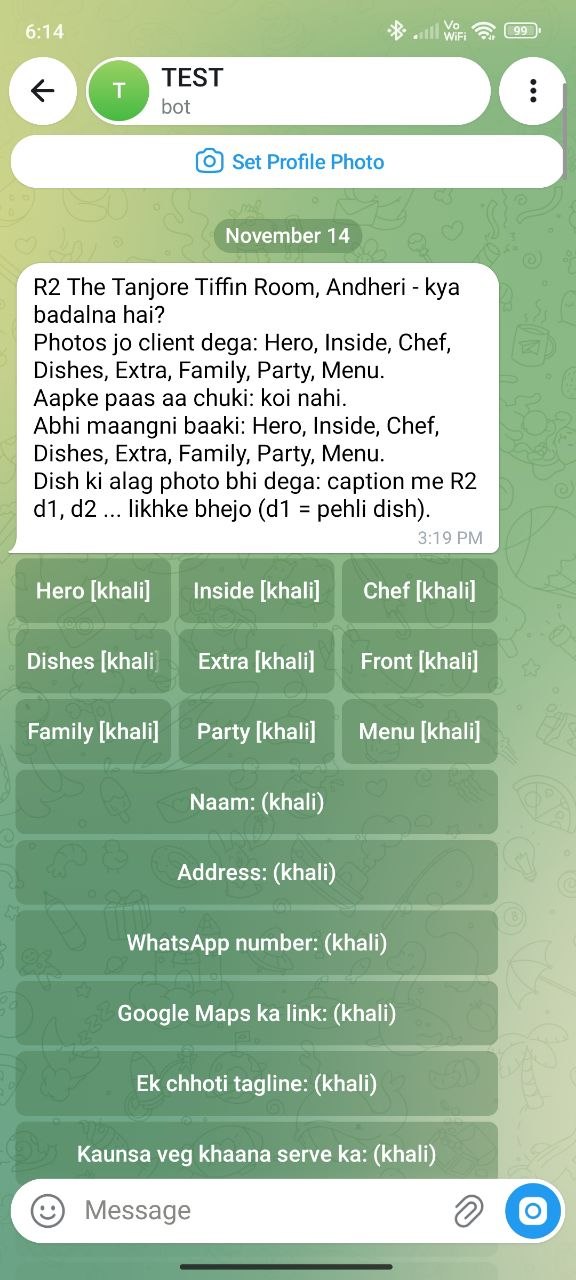 6:14
Vo
WiFi
99
T
TEST
bot
Set Profile Photo
November 14
R2 The Tanjore Tiffin Room, Andheri - kya
badalna hai?
Photos jo client dega: Hero, Inside, Chef,
Dishes, Extra, Family, Party, Menu.
Aapke paas aa chuki: koi nahi.
Abhi maangni baaki: Hero, Inside, Chef,
Dishes, Extra, Family, Party, Menu.
Dish ki alag photo bhi dega: caption me R2
d1, d2 ... likhke bhejo (d1 = pehli dish).
3:19 PM
Hero [khali] Inside [khali] Chef [khali]
Dishes [khali] Extra [khali] Front [khali]
Family [khali] Party [khali] Menu [khali]
Naam: (khali)
Address: (khali)
WhatsApp number: (khali)
Google Maps ka link: (khali)
Ek chhoti tagline: (khali)
Kaunsa veg khaana serve ka: (khali)
Message